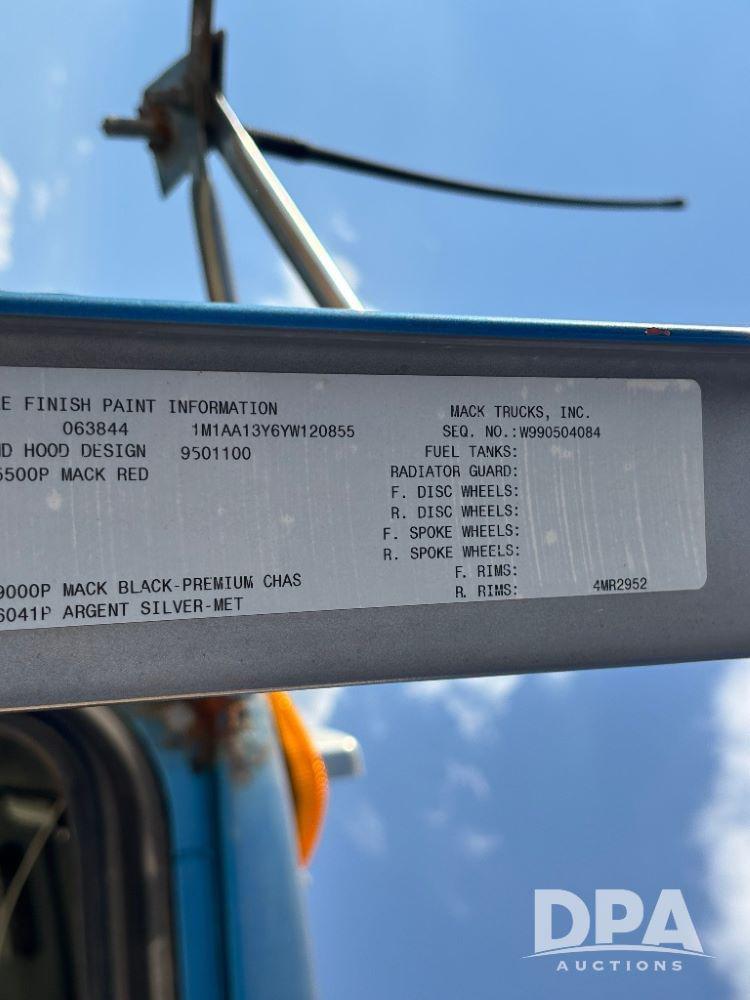 E FINISH PAINT INFORMATION
063844 1M1AA13Y6YW120855
D HOOD DESIGN 9501100
5500P MACK RED
9000P MACK BLACK-PREMIUM CHAS
6041P ARGENT SILVER-MET
MACK TRUCKS, INC.
SEQ. NO.:W990504084
FUEL TANKS:
RADIATOR GUARD:
F. DISC WHEELS:
R. DISC WHEELS:
F. SPOKE WHEELS:
R. SPOKE WHEELS:
F. RIMS:
R. RIMS: 4MR2952
DPA
AUCTIONS